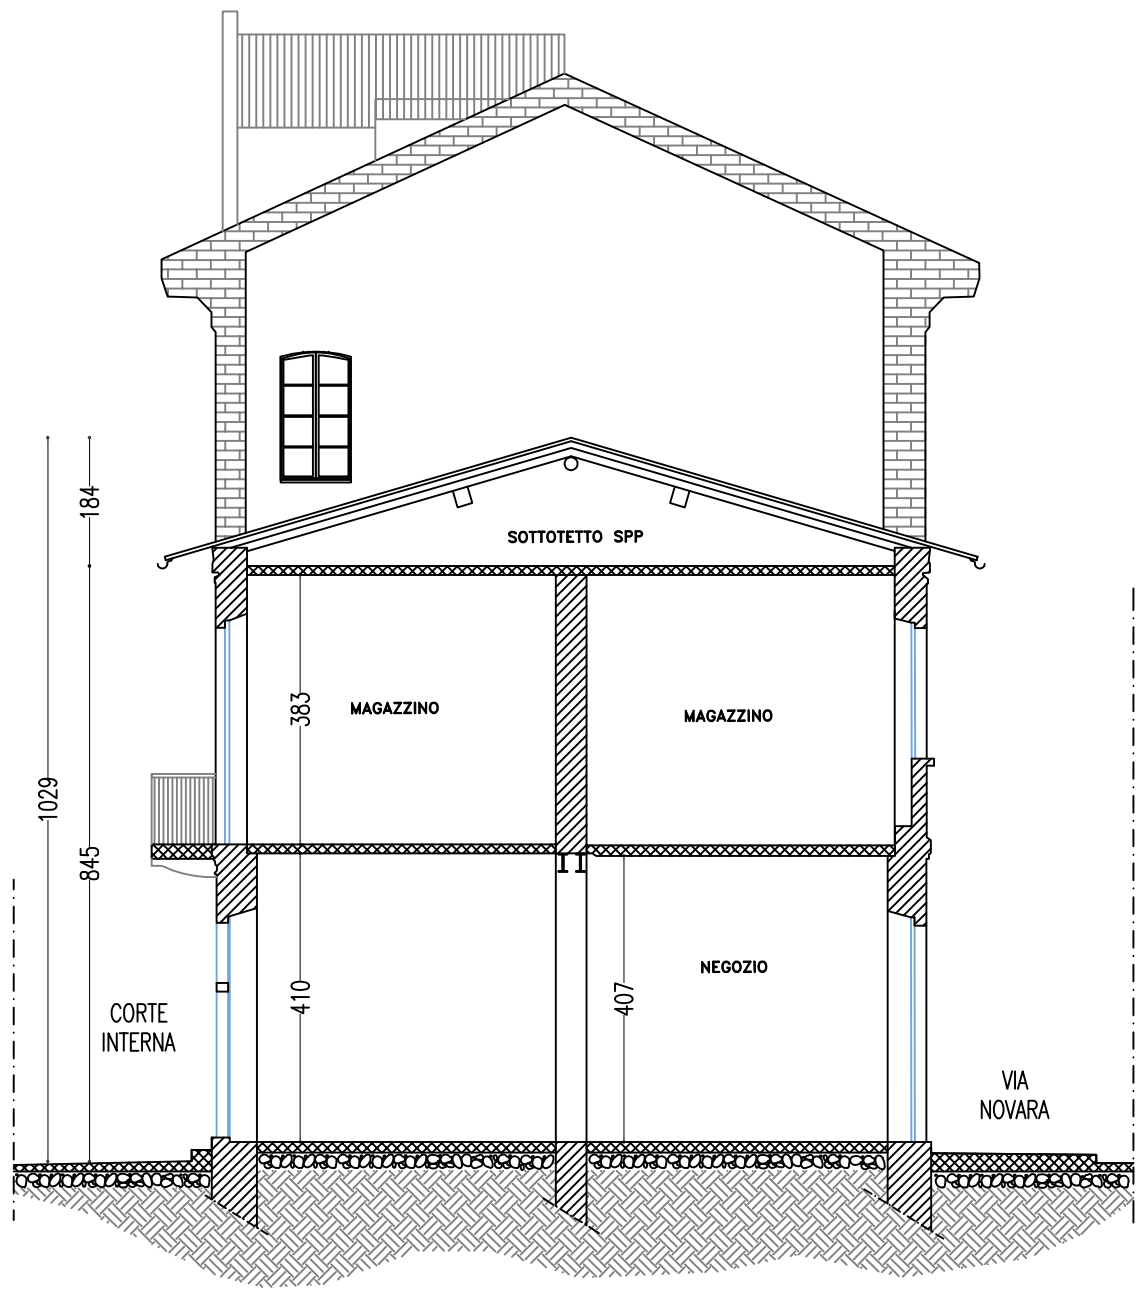 184
SOTTOTETTO SPP
383
MAGAZZINO
MAGAZZINO
1029
845
NEGOZIO
410
407
CORTE
INTERNA
VIA
NOVARA